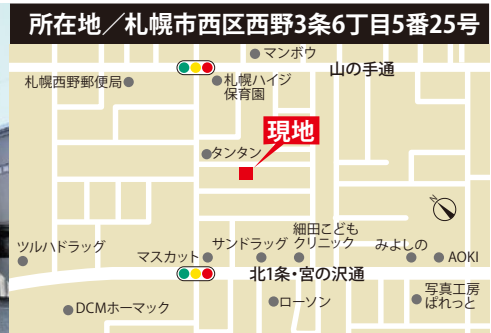 所在地／札幌市西区西野3条6丁目5番25号
マンボウ
山の手通
札幌西野郵便局
札幌ハイジ
保育園
現地
タンタン
N
細田こども
クリニック
ツルハドラッグ
マスカット
サンドラッグ
みよしの
AOKI
北1条・宮の沢通
DCMホーマック
ローソン
写真工房
ぱれっと